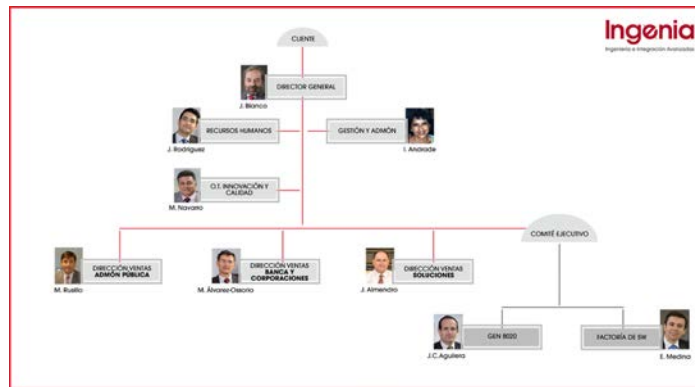 Ingenia
Ingeniería e Integración Avanzadas
CLIENTE
DIRECTOR GENERAL
J. Blanco
RECURSOS HUMANOS
J. Rodríguez
GESTIÓN Y ADMÓN
I. Andrade
O.T. INNOVACIÓN Y
CALIDAD
M. Navarro
COMITÉ EJECUTIVO
DIRECCIÓN VENTAS
ADMÓN PÚBLICA
M. Rusillo
DIRECCIÓN VENTAS
BANCA Y
CORPORACIONES
M. Álvarez-Ossorio
DIRECCIÓN VENTAS
SOLUCIONES
J. Almendro
GEN 8020
J.C. Aguilera
FACTORÍA DE SW
E. Medina